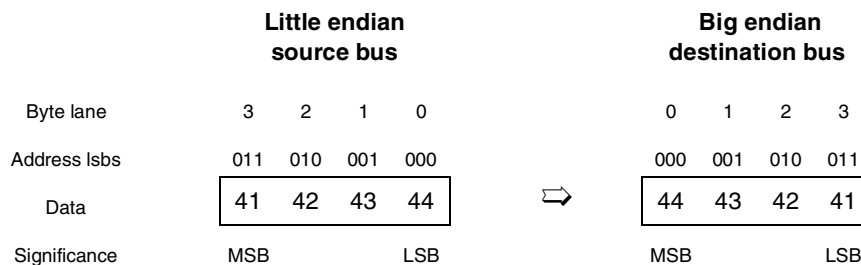 Little endian Big endian
source bus destination bus
Byte lane 3 2 1 0 0 1 2 3
Address lsbs 011 010 001 000 000 001 010 011
Data 41 42 43 44 ⇨ 44 43 42 41
Significance MSB LSB MSB LSB